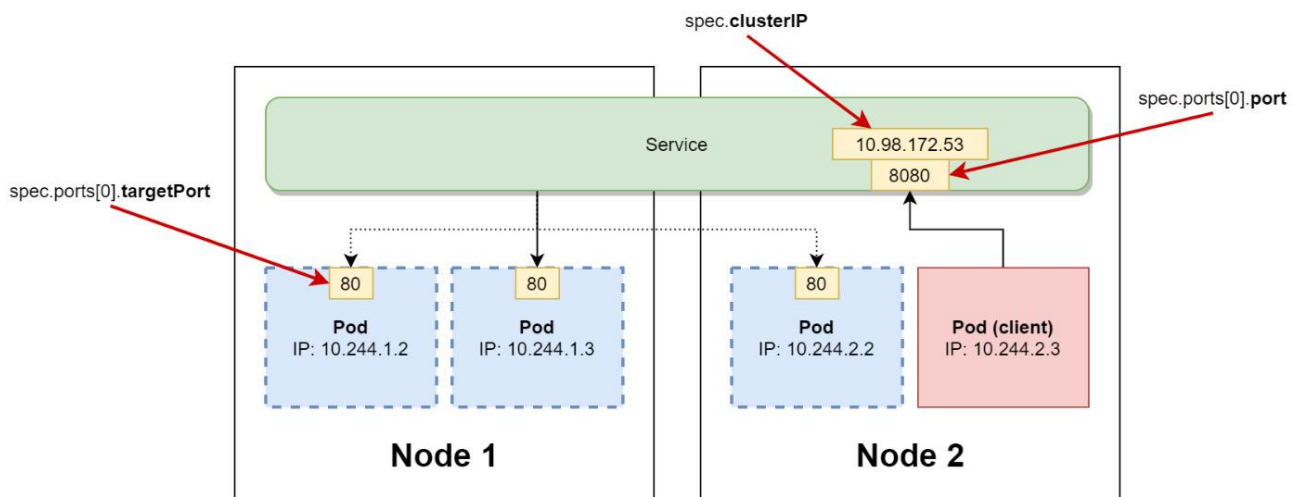 spec.clusterIP
spec.ports[0].port
10.98.172.53
Service
8080
spec.ports[0].targetPort
80
80
80
Pod
IP: 10.244.1.2
Pod
IP: 10.244.1.3
Pod
IP: 10.244.2.2
Pod (client)
IP: 10.244.2.3
Node 1
Node 2